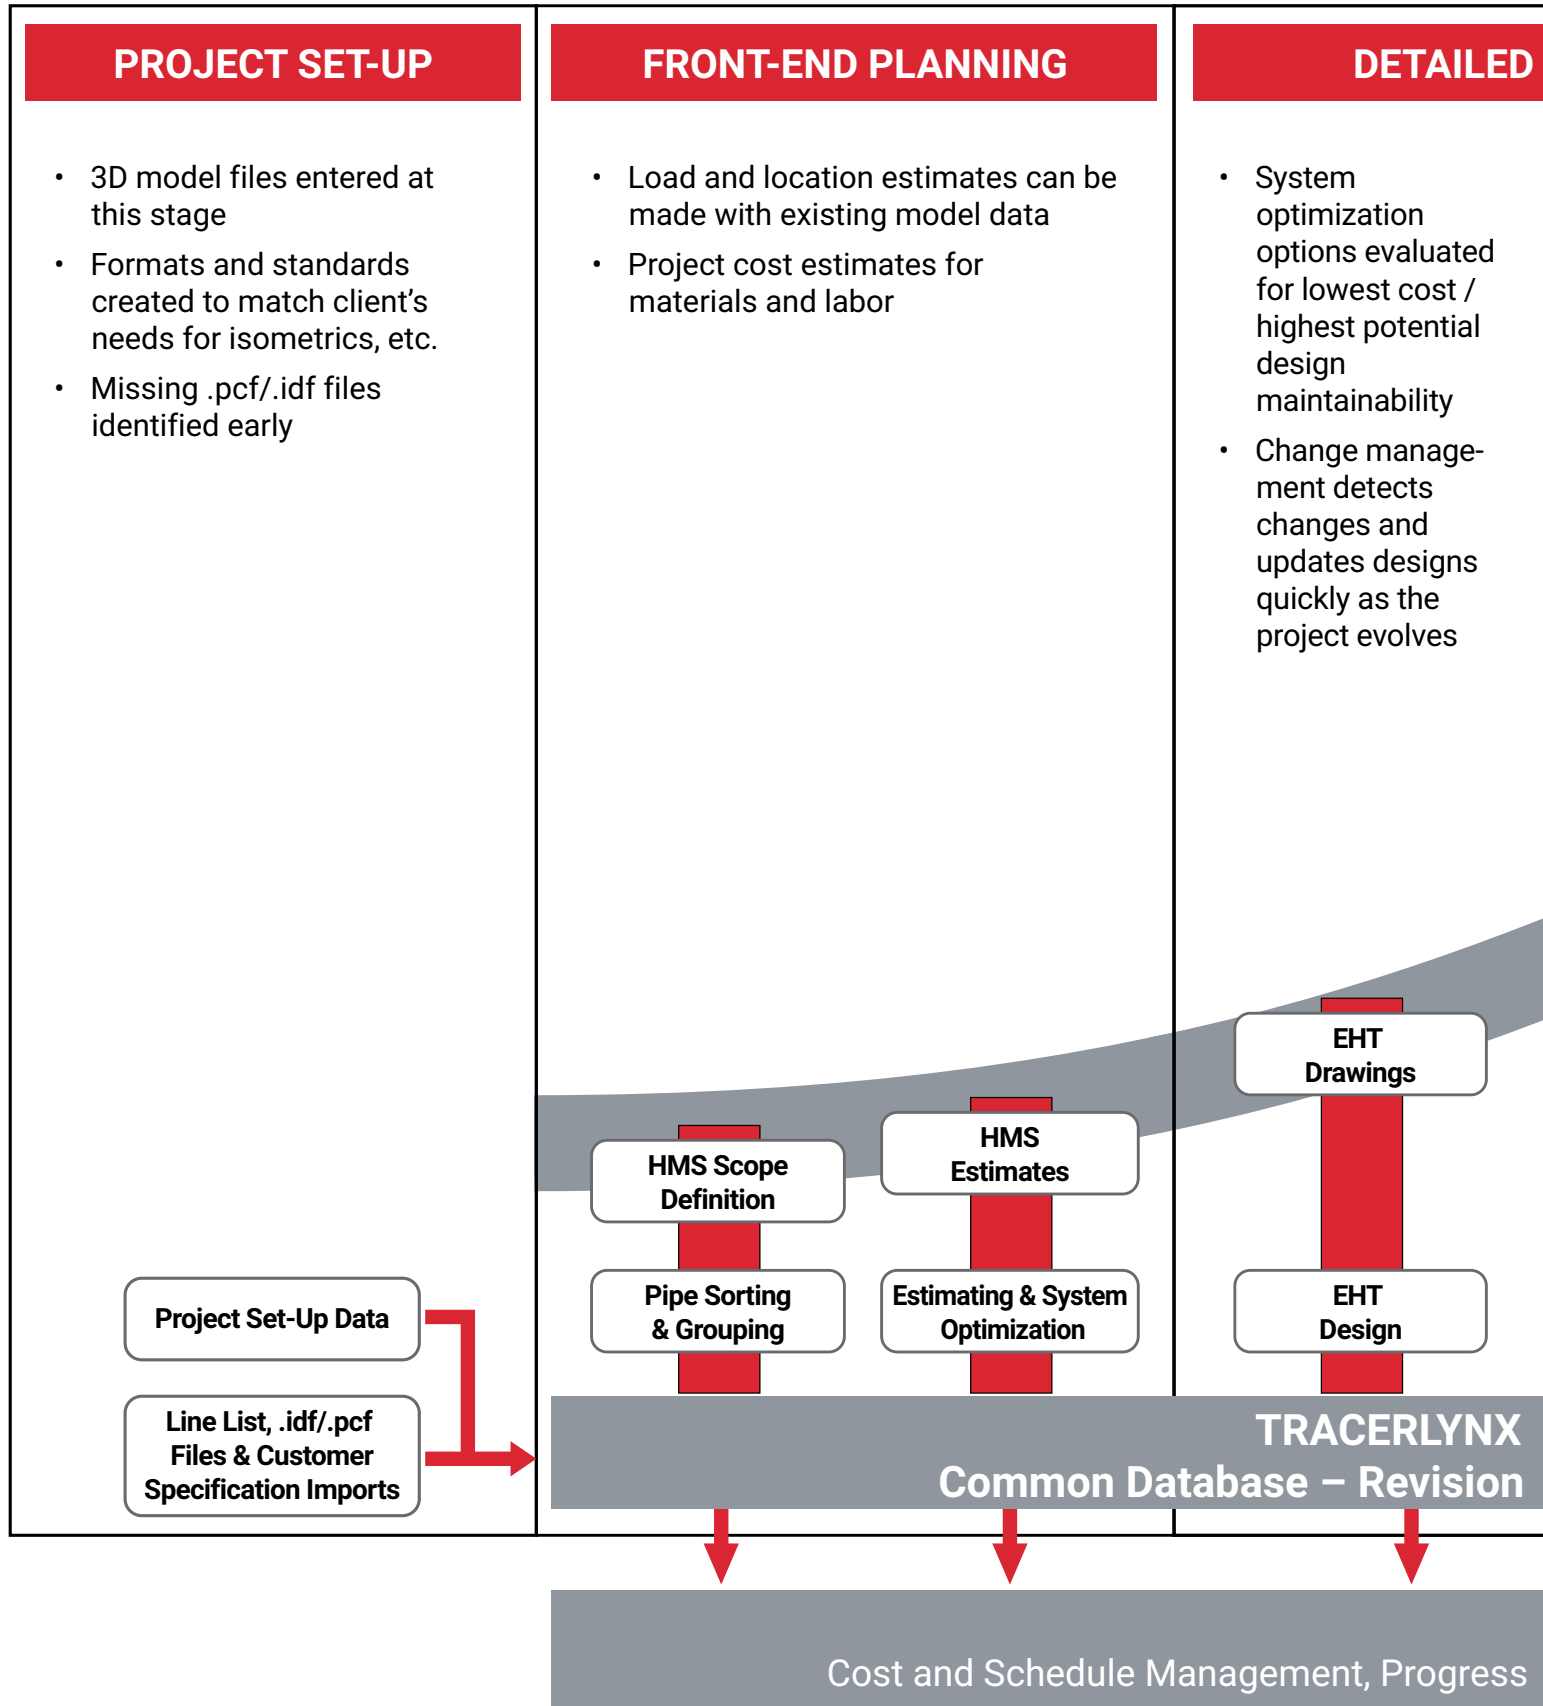 PROJECT SET-UP
• 3D model files entered at
this stage
• Formats and standards
created to match client's
needs for isometrics, etc.
• Missing .pcf/.idf files
identified early
FRONT-END PLANNING
• Load and location estimates can be
made with existing model data
• Project cost estimates for
materials and labor
DETAILED
• System
optimization
options evaluated
for lowest cost /
highest potential
design
maintainability
• Change manage-
ment detects
changes and
updates designs
quickly as the
project evolves
EHT
Drawings
HMS
Estimates
HMS Scope
Definition
Project Set-Up Data
Pipe Sorting
& Grouping
Estimating & System
Optimization
EHT
Design
Line List, .idf/.pcf
Files & Customer
Specification Imports
TRACERLYNX
Common Database – Revision
Cost and Schedule Management, Progress